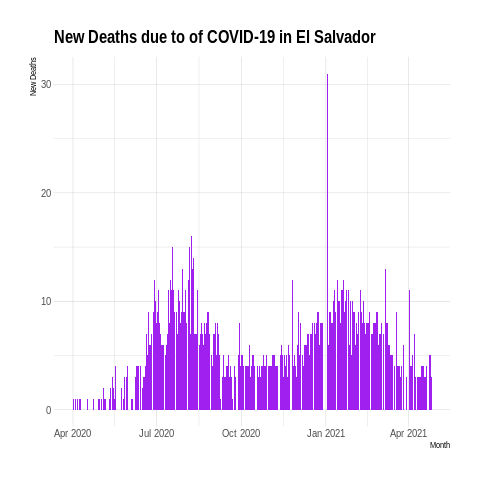 New Deaths due to of COVID-19 in El Salvador
New Deaths
30
20
10
0
Apr 2020 Jul 2020 Oct 2020 Jan 2021 Apr 2021
Month